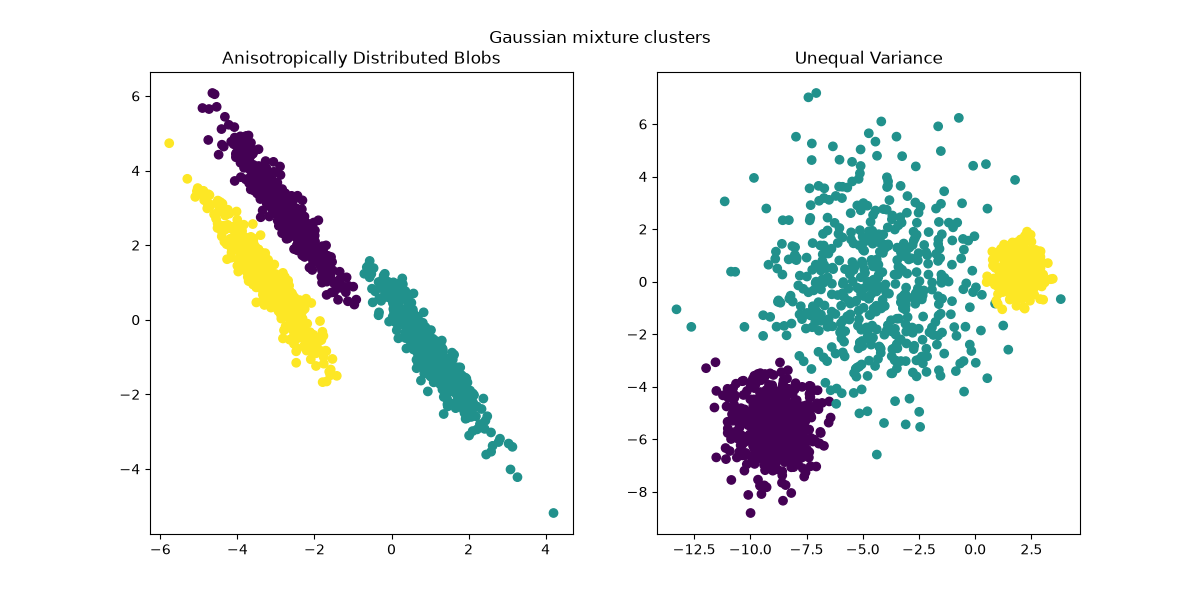 Gaussian mixture clusters
Anisotropically Distributed Blobs
6
4
2
0
−2
−4
−6 −4 −2 0 2 4
Unequal Variance
6
4
2
0
−2
−4
−6
−8
−12.5 −10.0 −7.5 −5.0 −2.5 0.0 2.5